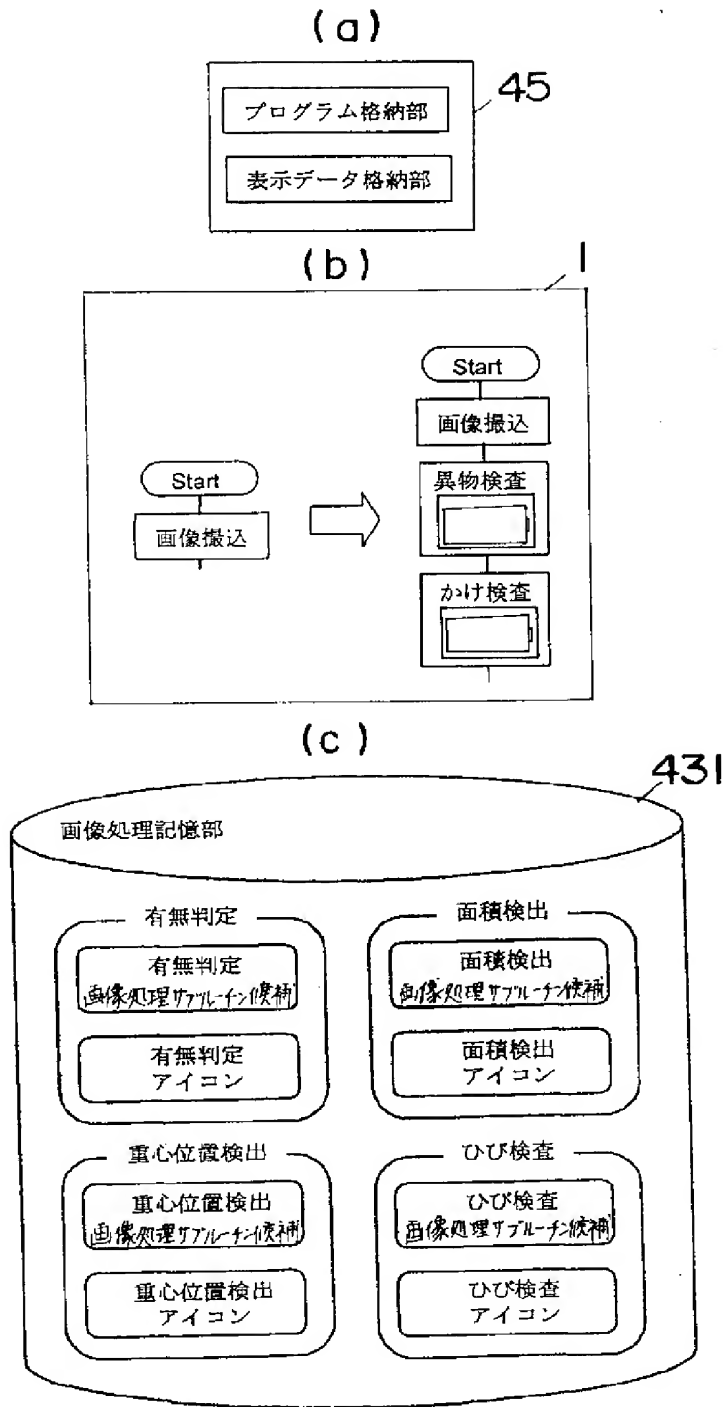 (a)
プログラム格納部
45
表示データ格納部
(b)
1
Start
画像撮込
Start
画像撮込
異物検査
かけ検査
(c)
431
画像処理記憶部
有無判定
有無判定
画像処理サブルーチン候補
有無判定
アイコン
面積検出
面積検出
画像処理サブルーチン候補
面積検出
アイコン
重心位置検出
重心位置検出
画像処理サブルーチン候補
重心位置検出
アイコン
ひび検査
ひび検査
画像処理サブルーチン候補
ひび検査
アイコン